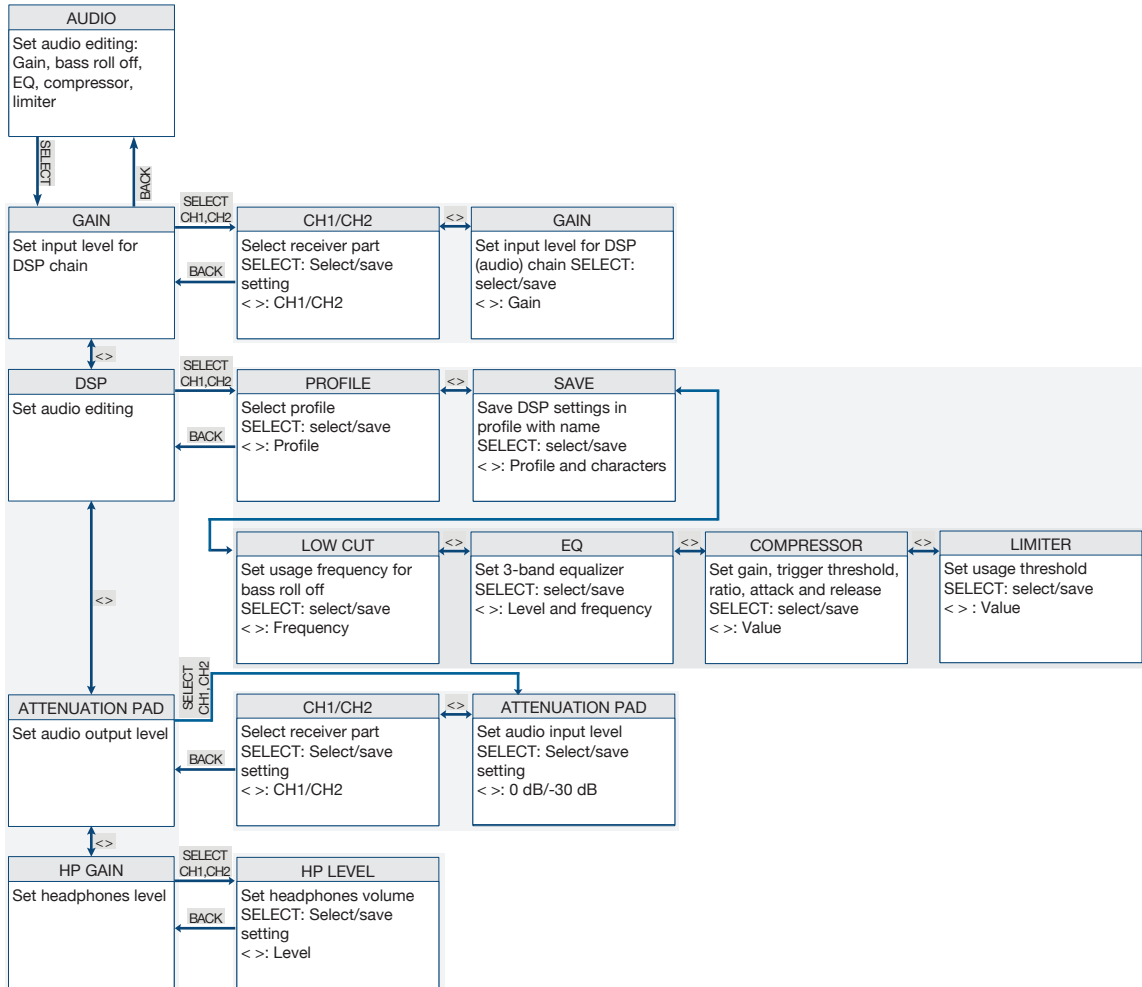 AUDIO
Set audio editing:
Gain, bass roll off,
EQ, compressor,
limiter
SELECT
BACK
GAIN
Set input level for
DSP chain
SELECT
CH1,CH2
BACK
CH1/CH2
Select receiver part
SELECT: Select/save
setting
< >: CH1/CH2
<>
GAIN
Set input level for DSP
(audio) chain SELECT:
select/save
< >: Gain
<>
DSP
Set audio editing
SELECT
CH1,CH2
BACK
PROFILE
Select profile
SELECT: select/save
< >: Profile
<>
SAVE
Save DSP settings in
profile with name
SELECT: select/save
< >: Profile and characters
LOW CUT
Set usage frequency for
bass roll off
SELECT: select/save
< >: Frequency
<>
EQ
Set 3-band equalizer
SELECT: select/save
< >: Level and frequency
<>
COMPRESSOR
Set gain, trigger threshold,
ratio, attack and release
SELECT: select/save
< >: Value
<>
LIMITER
Set usage threshold
SELECT: select/save
< > : Value
<>
ATTENUATION PAD
Set audio output level
SELECT
CH1,CH2
BACK
CH1/CH2
Select receiver part
SELECT: Select/save
setting
< >: CH1/CH2
<>
ATTENUATION PAD
Set audio input level
SELECT: Select/save
setting
< >: 0 dB/-30 dB
<>
HP GAIN
Set headphones level
SELECT
CH1,CH2
BACK
HP LEVEL
Set headphones volume
SELECT: Select/save
setting
< >: Level